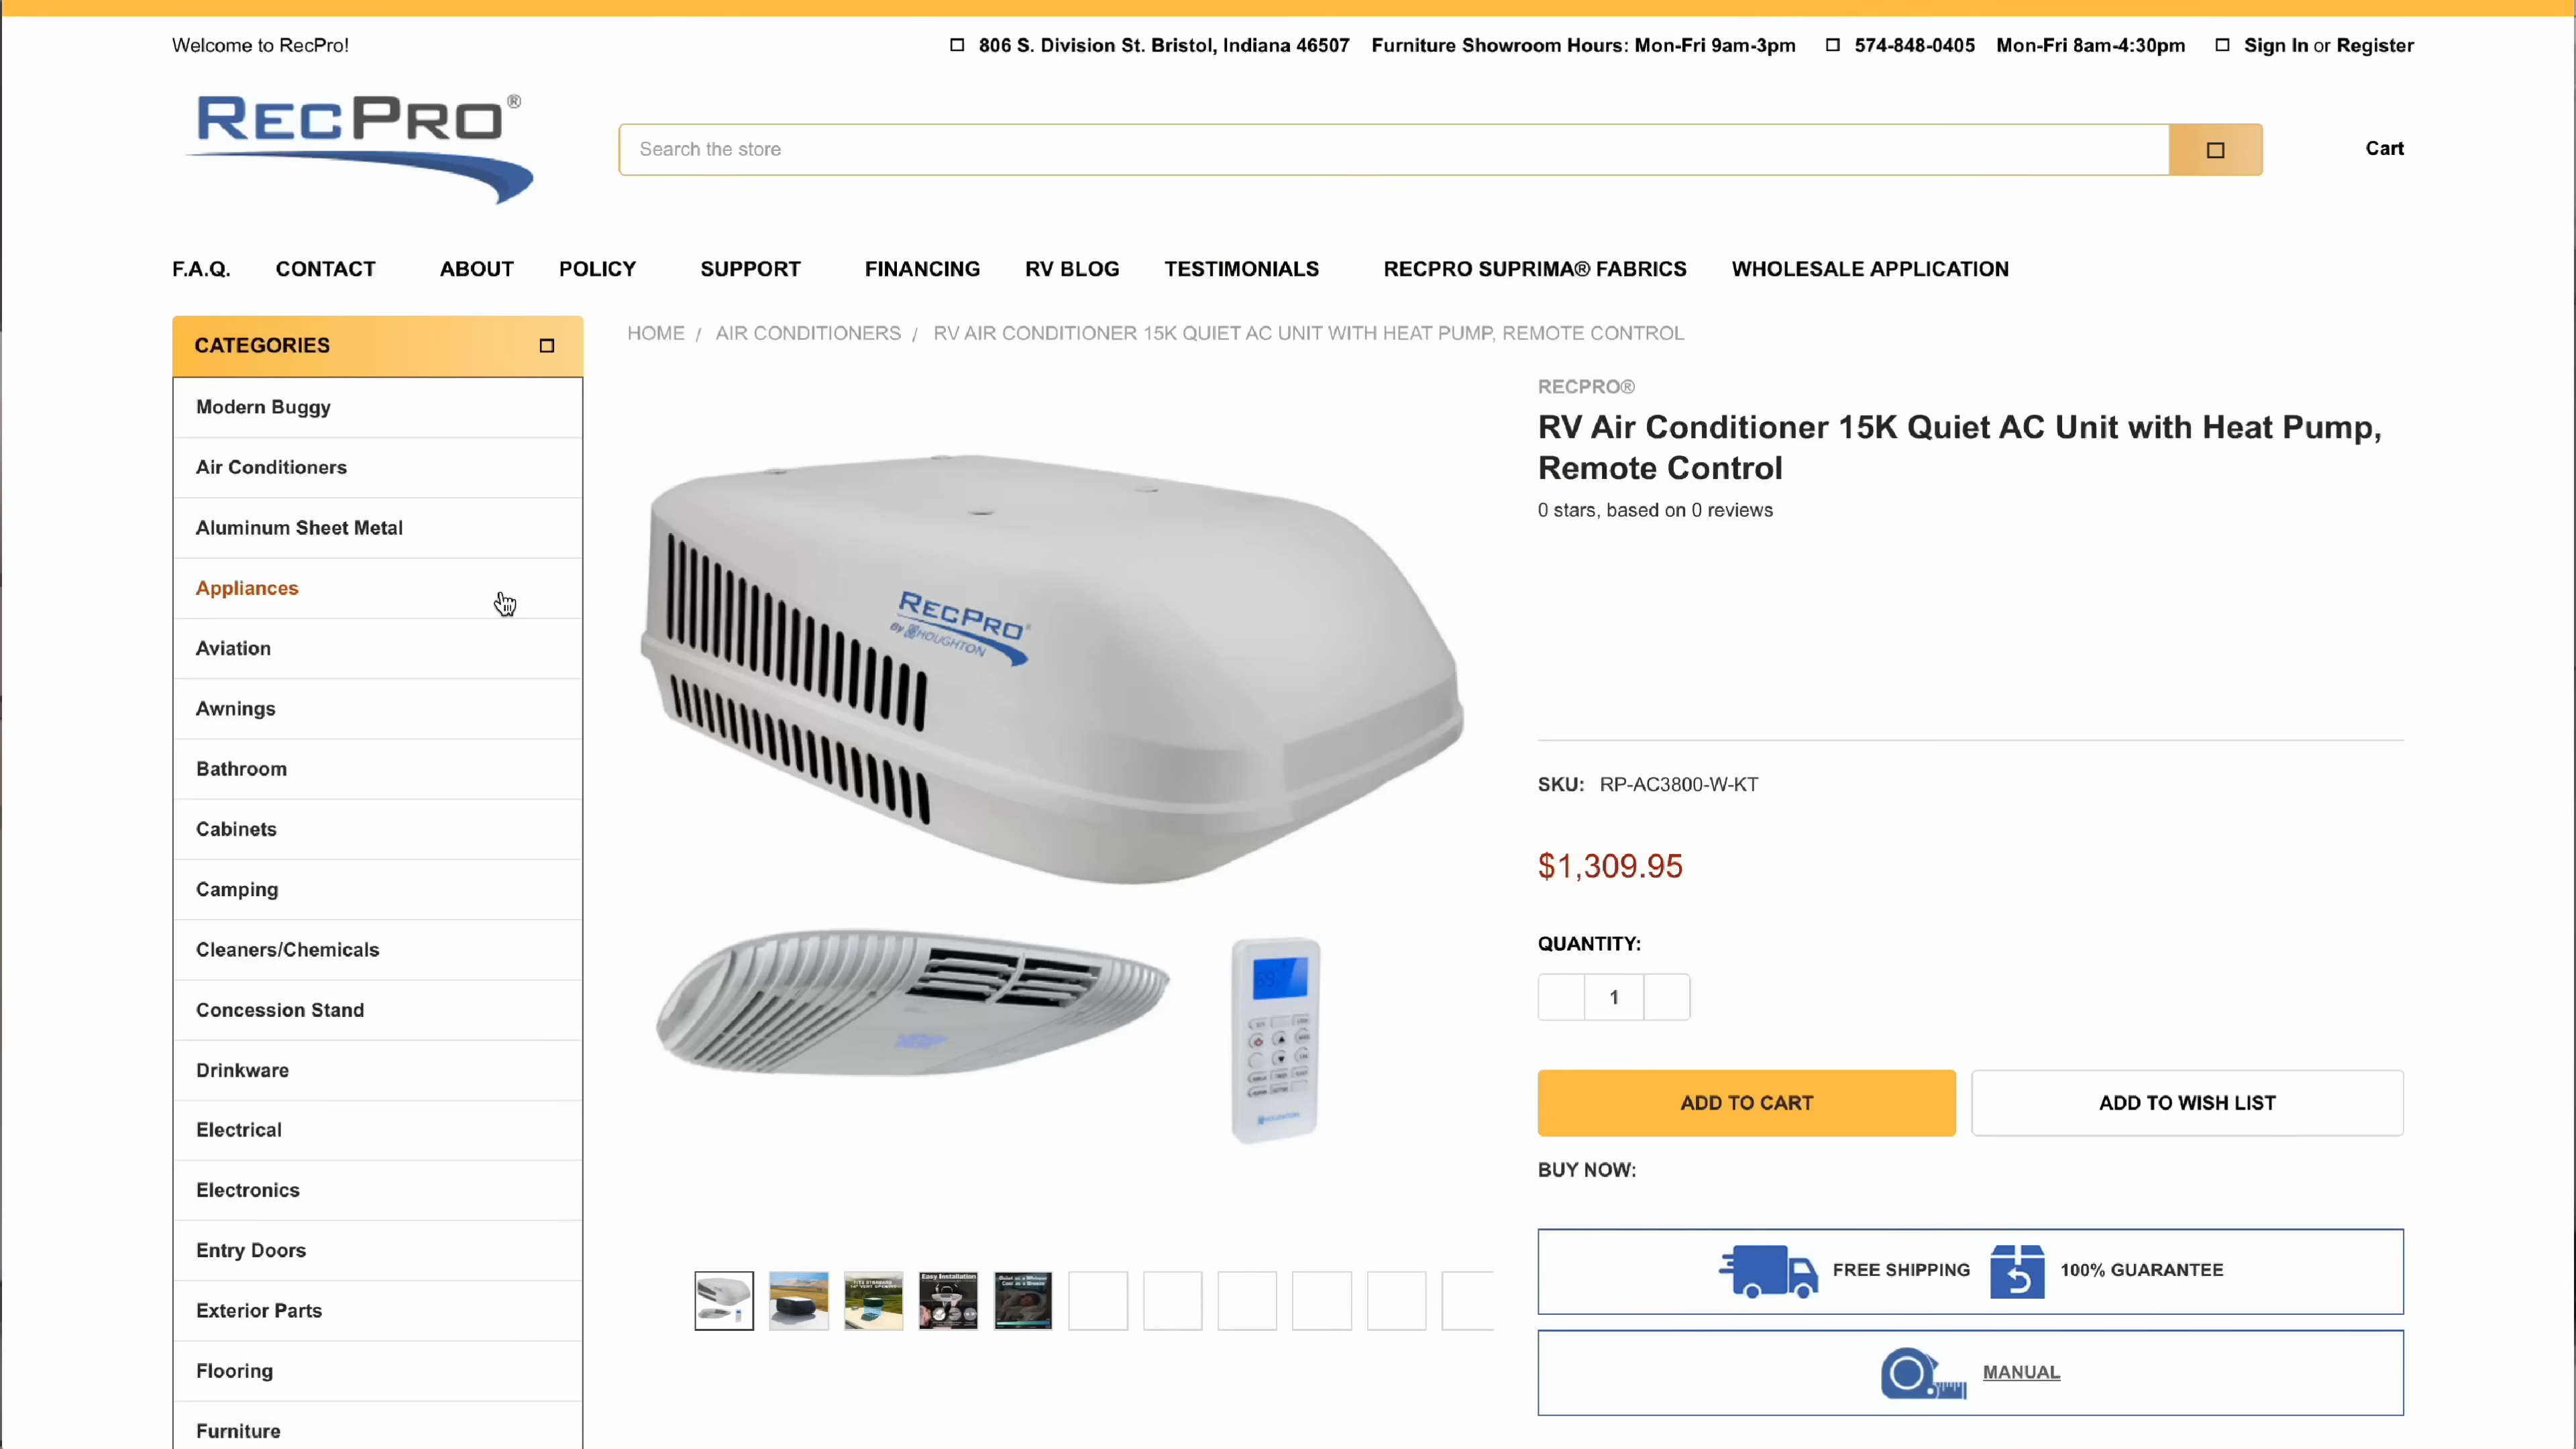 Welcome to RecPro!
806 S. Division St. Bristol, Indiana 46507 Furniture Showroom Hours: Mon-Fri 9am-3pm 574-848-0405 Mon-Fri 8am-4:30pm Sign In or Register
RECPRO®
Search the store
Cart
F.A.Q. CONTACT ABOUT POLICY SUPPORT FINANCING RV BLOG TESTIMONIALS RECPRO SUPRIMA® FABRICS WHOLESALE APPLICATION
CATEGORIES
Modern Buggy
Air Conditioners
Aluminum Sheet Metal
Appliances
Aviation
Awnings
Bathroom
Cabinets
Camping
Cleaners/Chemicals
Concession Stand
Drinkware
Electrical
Electronics
Entry Doors
Exterior Parts
Flooring
Furniture
HOME / AIR CONDITIONERS / RV AIR CONDITIONER 15K QUIET AC UNIT WITH HEAT PUMP, REMOTE CONTROL
RECPRO®
BY HOUGHTON
Easy Installation
RECPRO®
RV Air Conditioner 15K Quiet AC Unit with Heat Pump,
Remote Control
0 stars, based on 0 reviews
SKU: RP-AC3800-W-KT
$1,309.95
QUANTITY:
1
ADD TO CART ADD TO WISH LIST
BUY NOW:
FREE SHIPPING 100% GUARANTEE
MANUAL